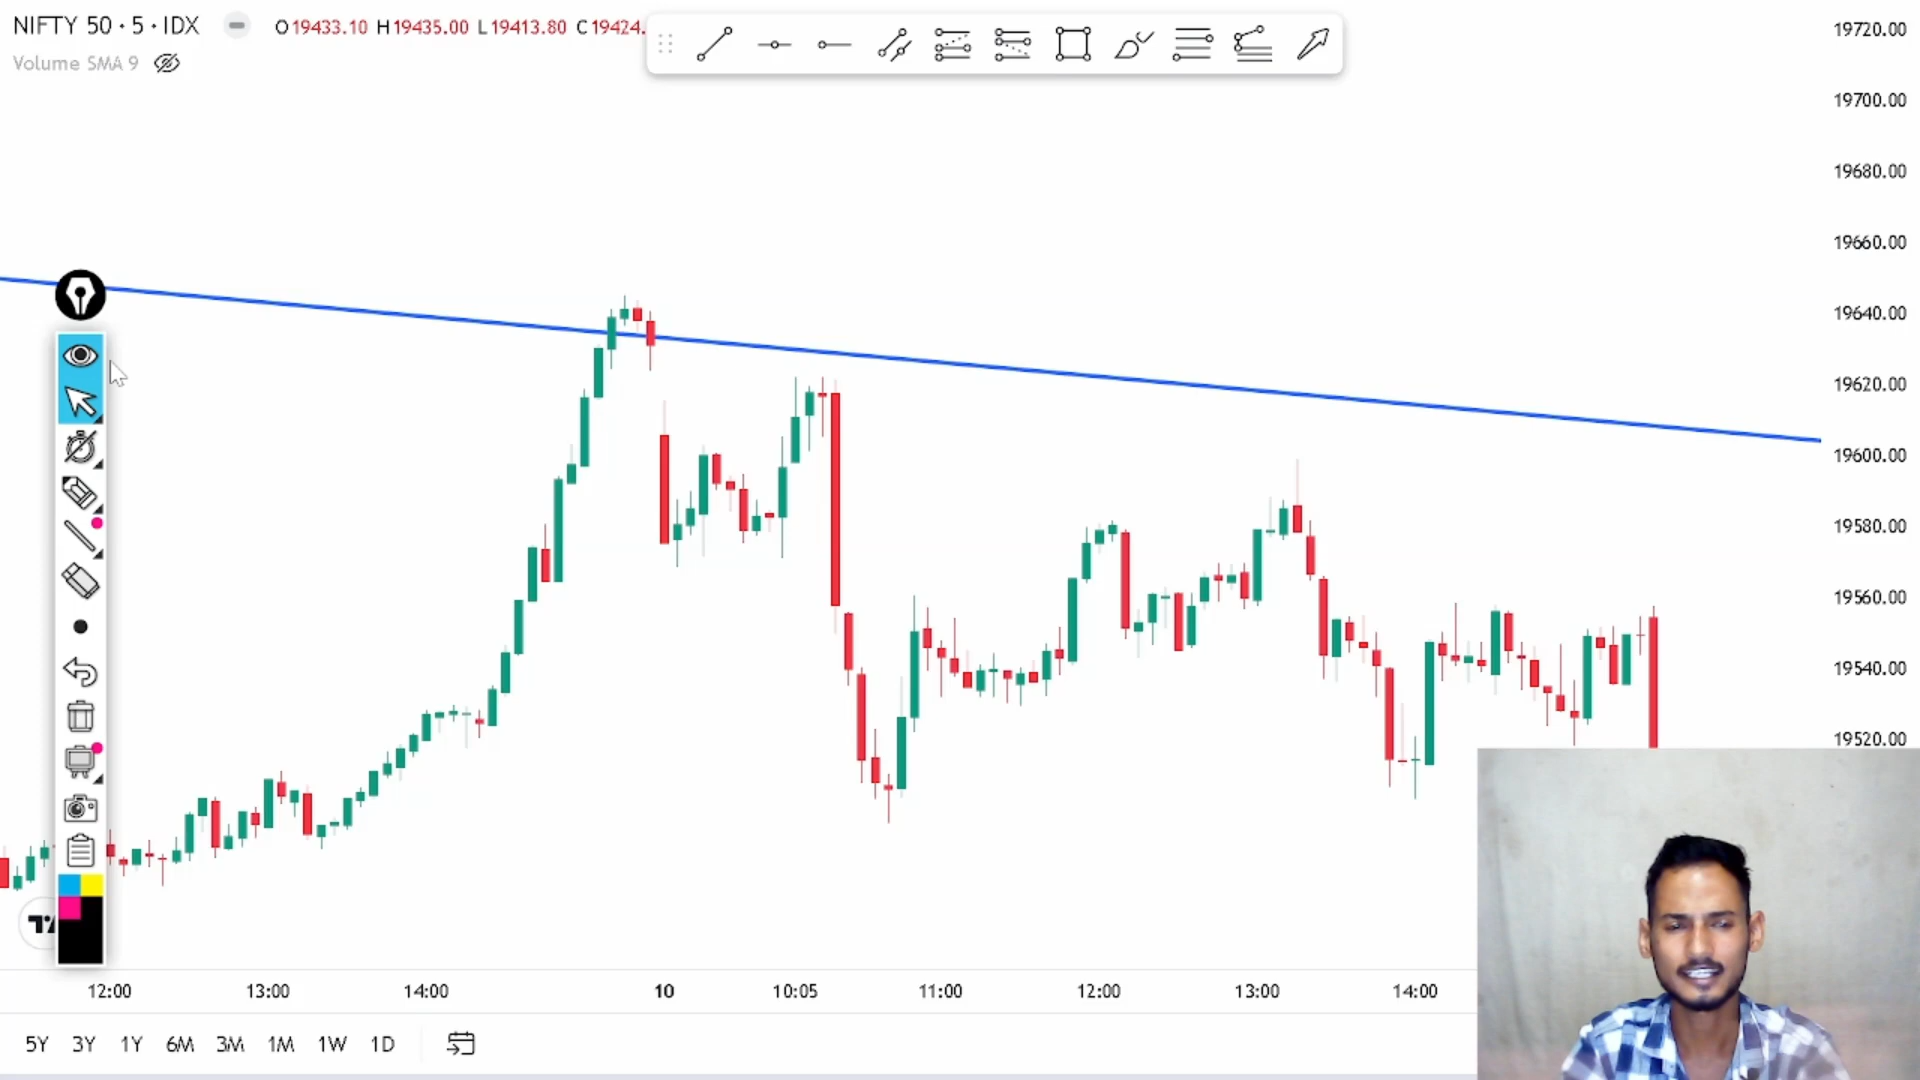 NIFTY 50 · 5 · IDX O19433.10 H19435.00 L19413.80 C19424.
Volume SMA 9
19720.00
19700.00
19680.00
19660.00
19640.00
19620.00
19600.00
19580.00
19560.00
19540.00
19520.00
12:00 13:00 14:00 10 10:05 11:00 12:00 13:00 14:00
5Y 3Y 1Y 6M 3M 1M 1W 1D